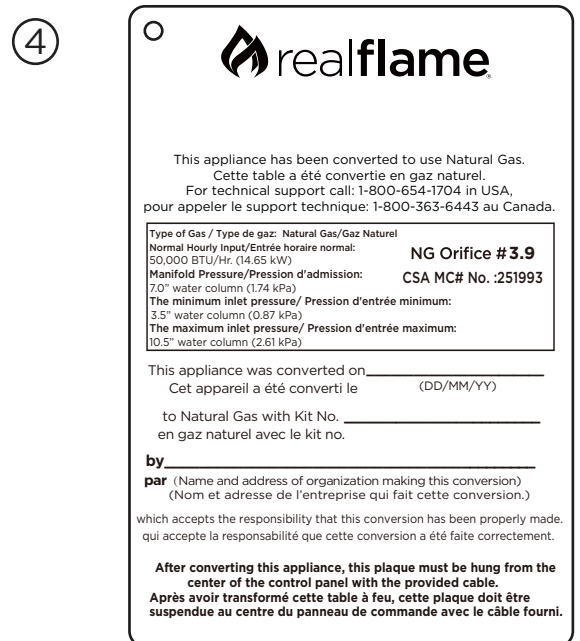 4
realflame®
This appliance has been converted to use Natural Gas.
Cette table a été convertie en gaz naturel.
For technical support call: 1-800-654-1704 in USA,
pour appeler le support technique: 1-800-363-6443 au Canada.
Type of Gas / Type de gaz: Natural Gas/Gaz Naturel
Normal Hourly Input/Entrée horaire normal:
50,000 BTU/Hr. (14.65 kW)
Manifold Pressure/Pression d'admission:
7.0" water column (1.74 kPa)
The minimum inlet pressure/ Pression d'entrée minimum:
3.5" water column (0.87 kPa)
The maximum inlet pressure/ Pression d'entrée maximum:
10.5" water column (2.61 kPa)
NG Orifice #3.9
CSA MC# No. :251993
This appliance was converted on
Cet appareil a été converti le (DD/MM/YY)
to Natural Gas with Kit No.
en gaz naturel avec le kit no.
by
par (Name and address of organization making this conversion)
(Nom et adresse de l'entreprise qui fait cette conversion.)
which accepts the responsibility that this conversion has been properly made.
qui accepte la responsabilité que cette conversion a été faite correctement.
After converting this appliance, this plaque must be hung from the
center of the control panel with the provided cable.
Après avoir transformé cette table à feu, cette plaque doit être
suspendue au centre du panneau de commande avec le câble fourni.